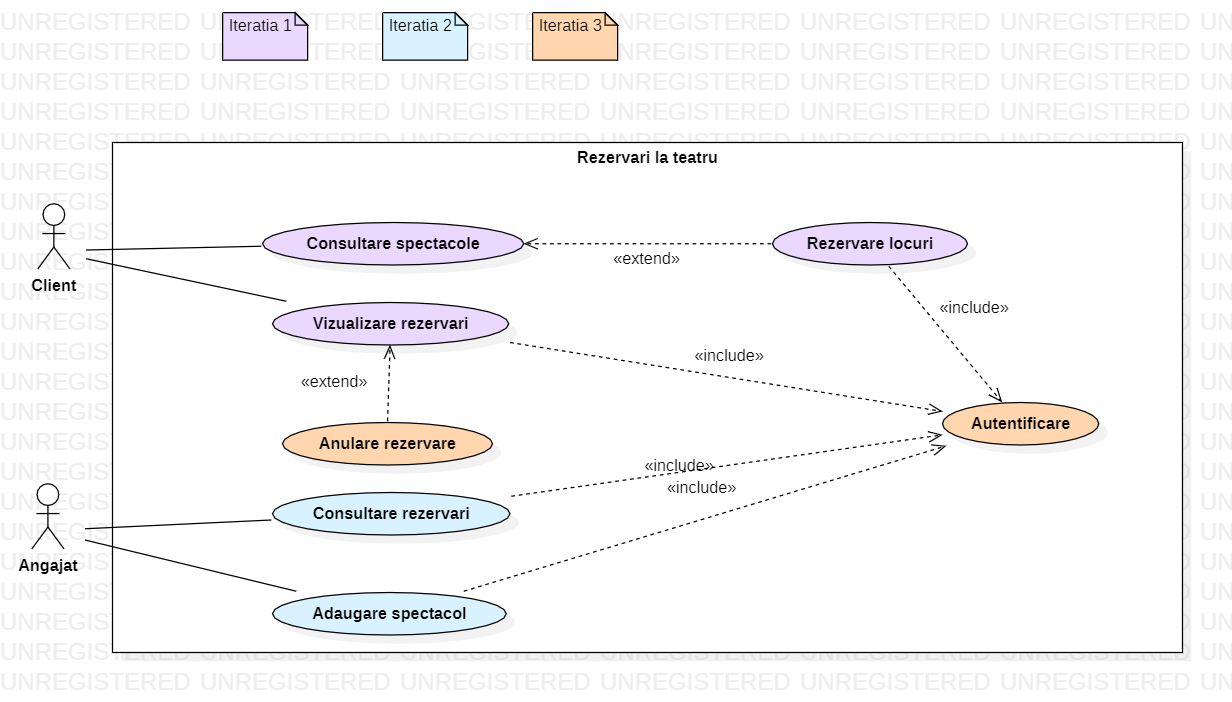 Iteratia 1
Iteratia 2
Iteratia 3
UNREGISTERED
Rezervari la teatru
Client
Consultare spectacole
«extend»
Rezervare locuri
Vizualizare rezervari
«include»
«include»
«extend»
Anulare rezervare
Autentificare
«include»
«include»
Angajat
Consultare rezervari
Adaugare spectacol